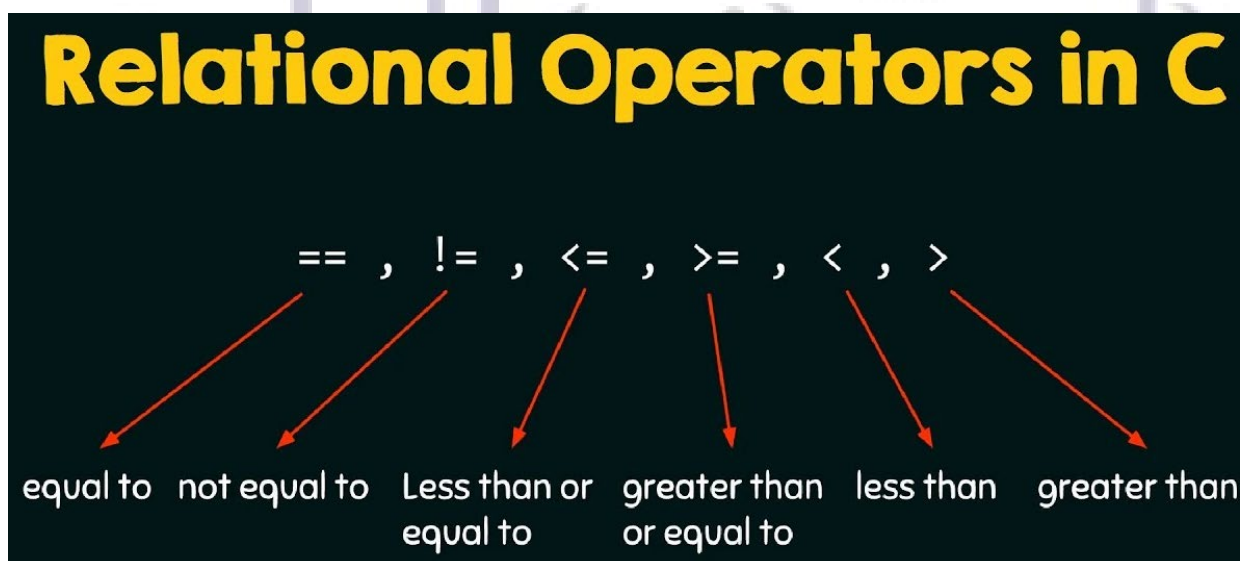 Relational Operators in C
== , != , <= , >= , < , >
equal to not equal to Less than or greater than less than greater than
equal to or equal to